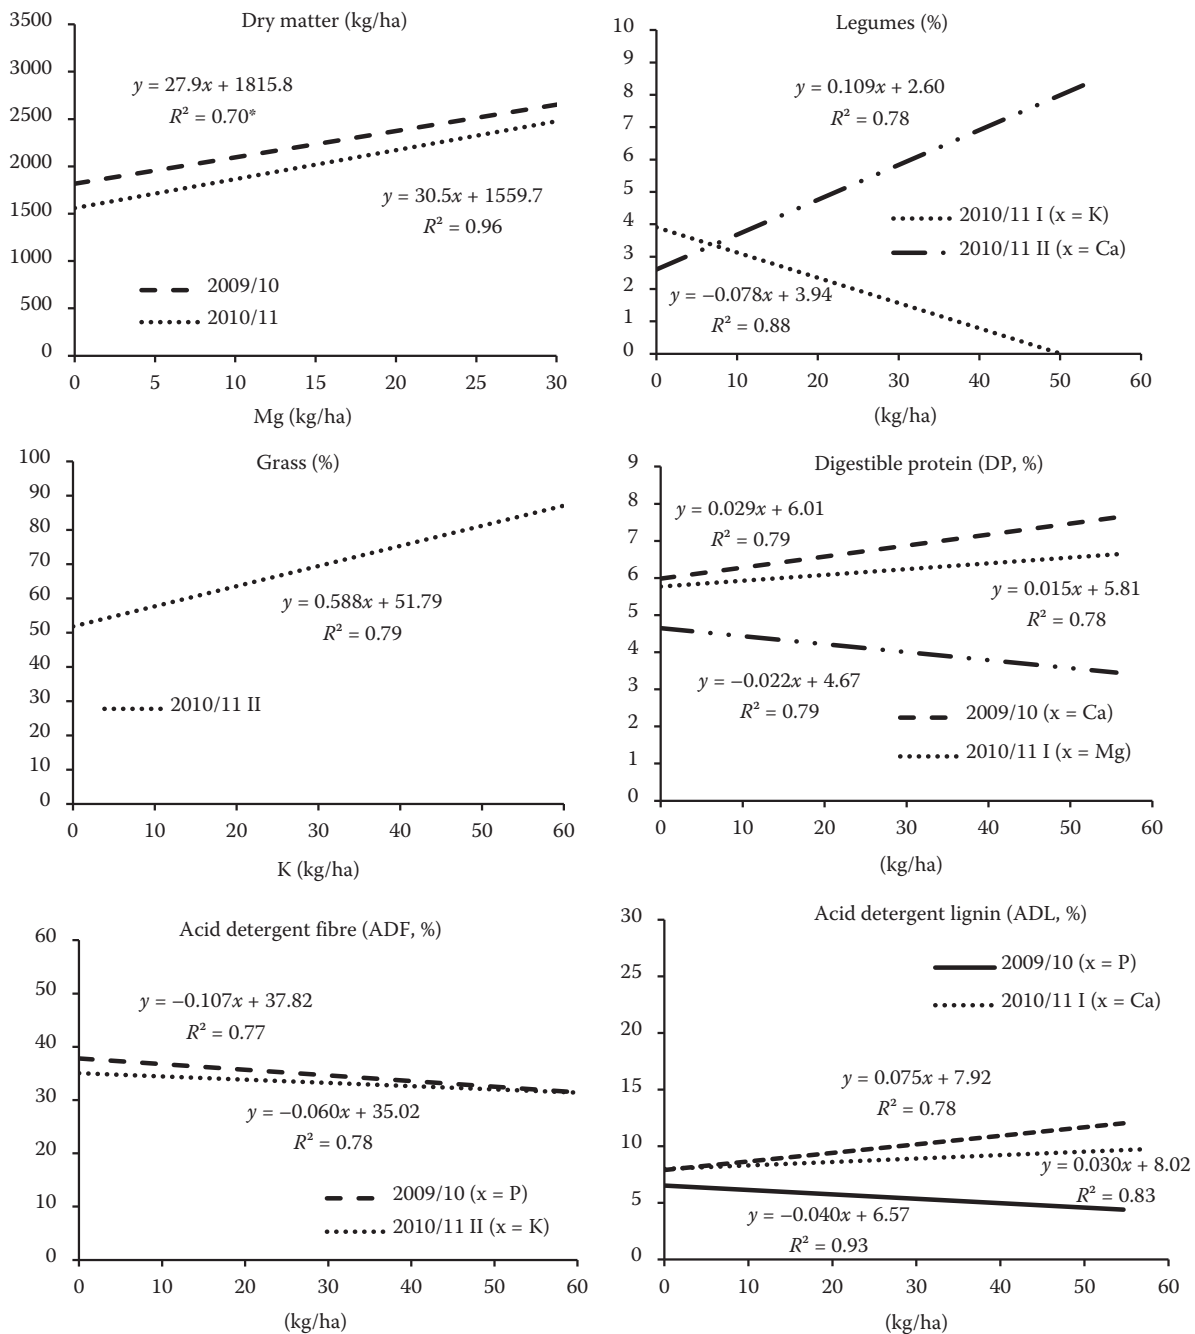 Dry matter (kg/ha)
3500
3000
2500
2000
1500
1000
500
0
y = 27.9x + 1815.8
R² = 0.70*
y = 30.5x + 1559.7
R² = 0.96
2009/10
2010/11
0 5 10 15 20 25 30
Mg (kg/ha)
Legumes (%)
10
9
8
7
6
5
4
3
2
1
0
y = 0.109x + 2.60
R² = 0.78
2010/11 I (x = K)
2010/11 II (x = Ca)
y = –0.078x + 3.94
R² = 0.88
0 10 20 30 40 50 60
(kg/ha)
Grass (%)
100
90
80
70
60
50
40
30
20
10
0
y = 0.588x + 51.79
R² = 0.79
2010/11 II
0 10 20 30 40 50 60
K (kg/ha)
Digestible protein (DP, %)
9
8
7
6
5
4
3
2
1
0
y = 0.029x + 6.01
R² = 0.79
y = 0.015x + 5.81
R² = 0.78
y = –0.022x + 4.67
R² = 0.79
2009/10 (x = Ca)
2010/11 I (x = Mg)
0 10 20 30 40 50 60
(kg/ha)
Acid detergent fibre (ADF, %)
60
50
40
30
20
10
0
y = –0.107x + 37.82
R² = 0.77
y = –0.060x + 35.02
R² = 0.78
2009/10 (x = P)
2010/11 II (x = K)
0 10 20 30 40 50 60
(kg/ha)
Acid detergent lignin (ADL, %)
30
25
20
15
10
5
0
2009/10 (x = P)
2010/11 I (x = Ca)
y = 0.075x + 7.92
R² = 0.78
y = 0.030x + 8.02
R² = 0.83
y = –0.040x + 6.57
R² = 0.93
0 10 20 30 40 50 60
(kg/ha)